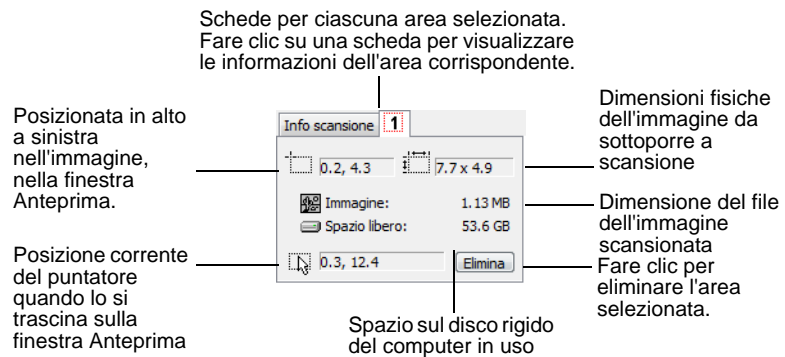 Schede per ciascuna area selezionata.
Fare clic su una scheda per visualizzare
le informazioni dell'area corrispondente.
Posizionata in alto
a sinistra
nell'immagine,
nella finestra
Anteprima.
Posizione corrente
del puntatore
quando lo si
trascina sulla
finestra Anteprima
Info scansione 1
0.2, 4.3 7.7 x 4.9
Immagine: 1.13 MB
Spazio libero: 53.6 GB
0.3, 12.4 Elimina
Dimensioni fisiche
dell'immagine da
sottoporre a
scansione
Dimensione del file
dell'immagine
scansionata
Fare clic per
eliminare l'area
selezionata.
Spazio sul disco rigido
del computer in uso